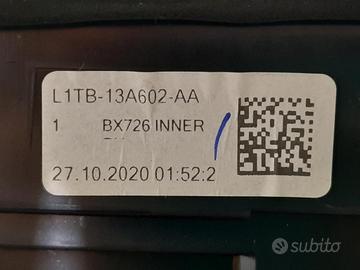 L1TB-13A602-AA
1 BX726 INNER
27.10.2020 01:52:2
subito